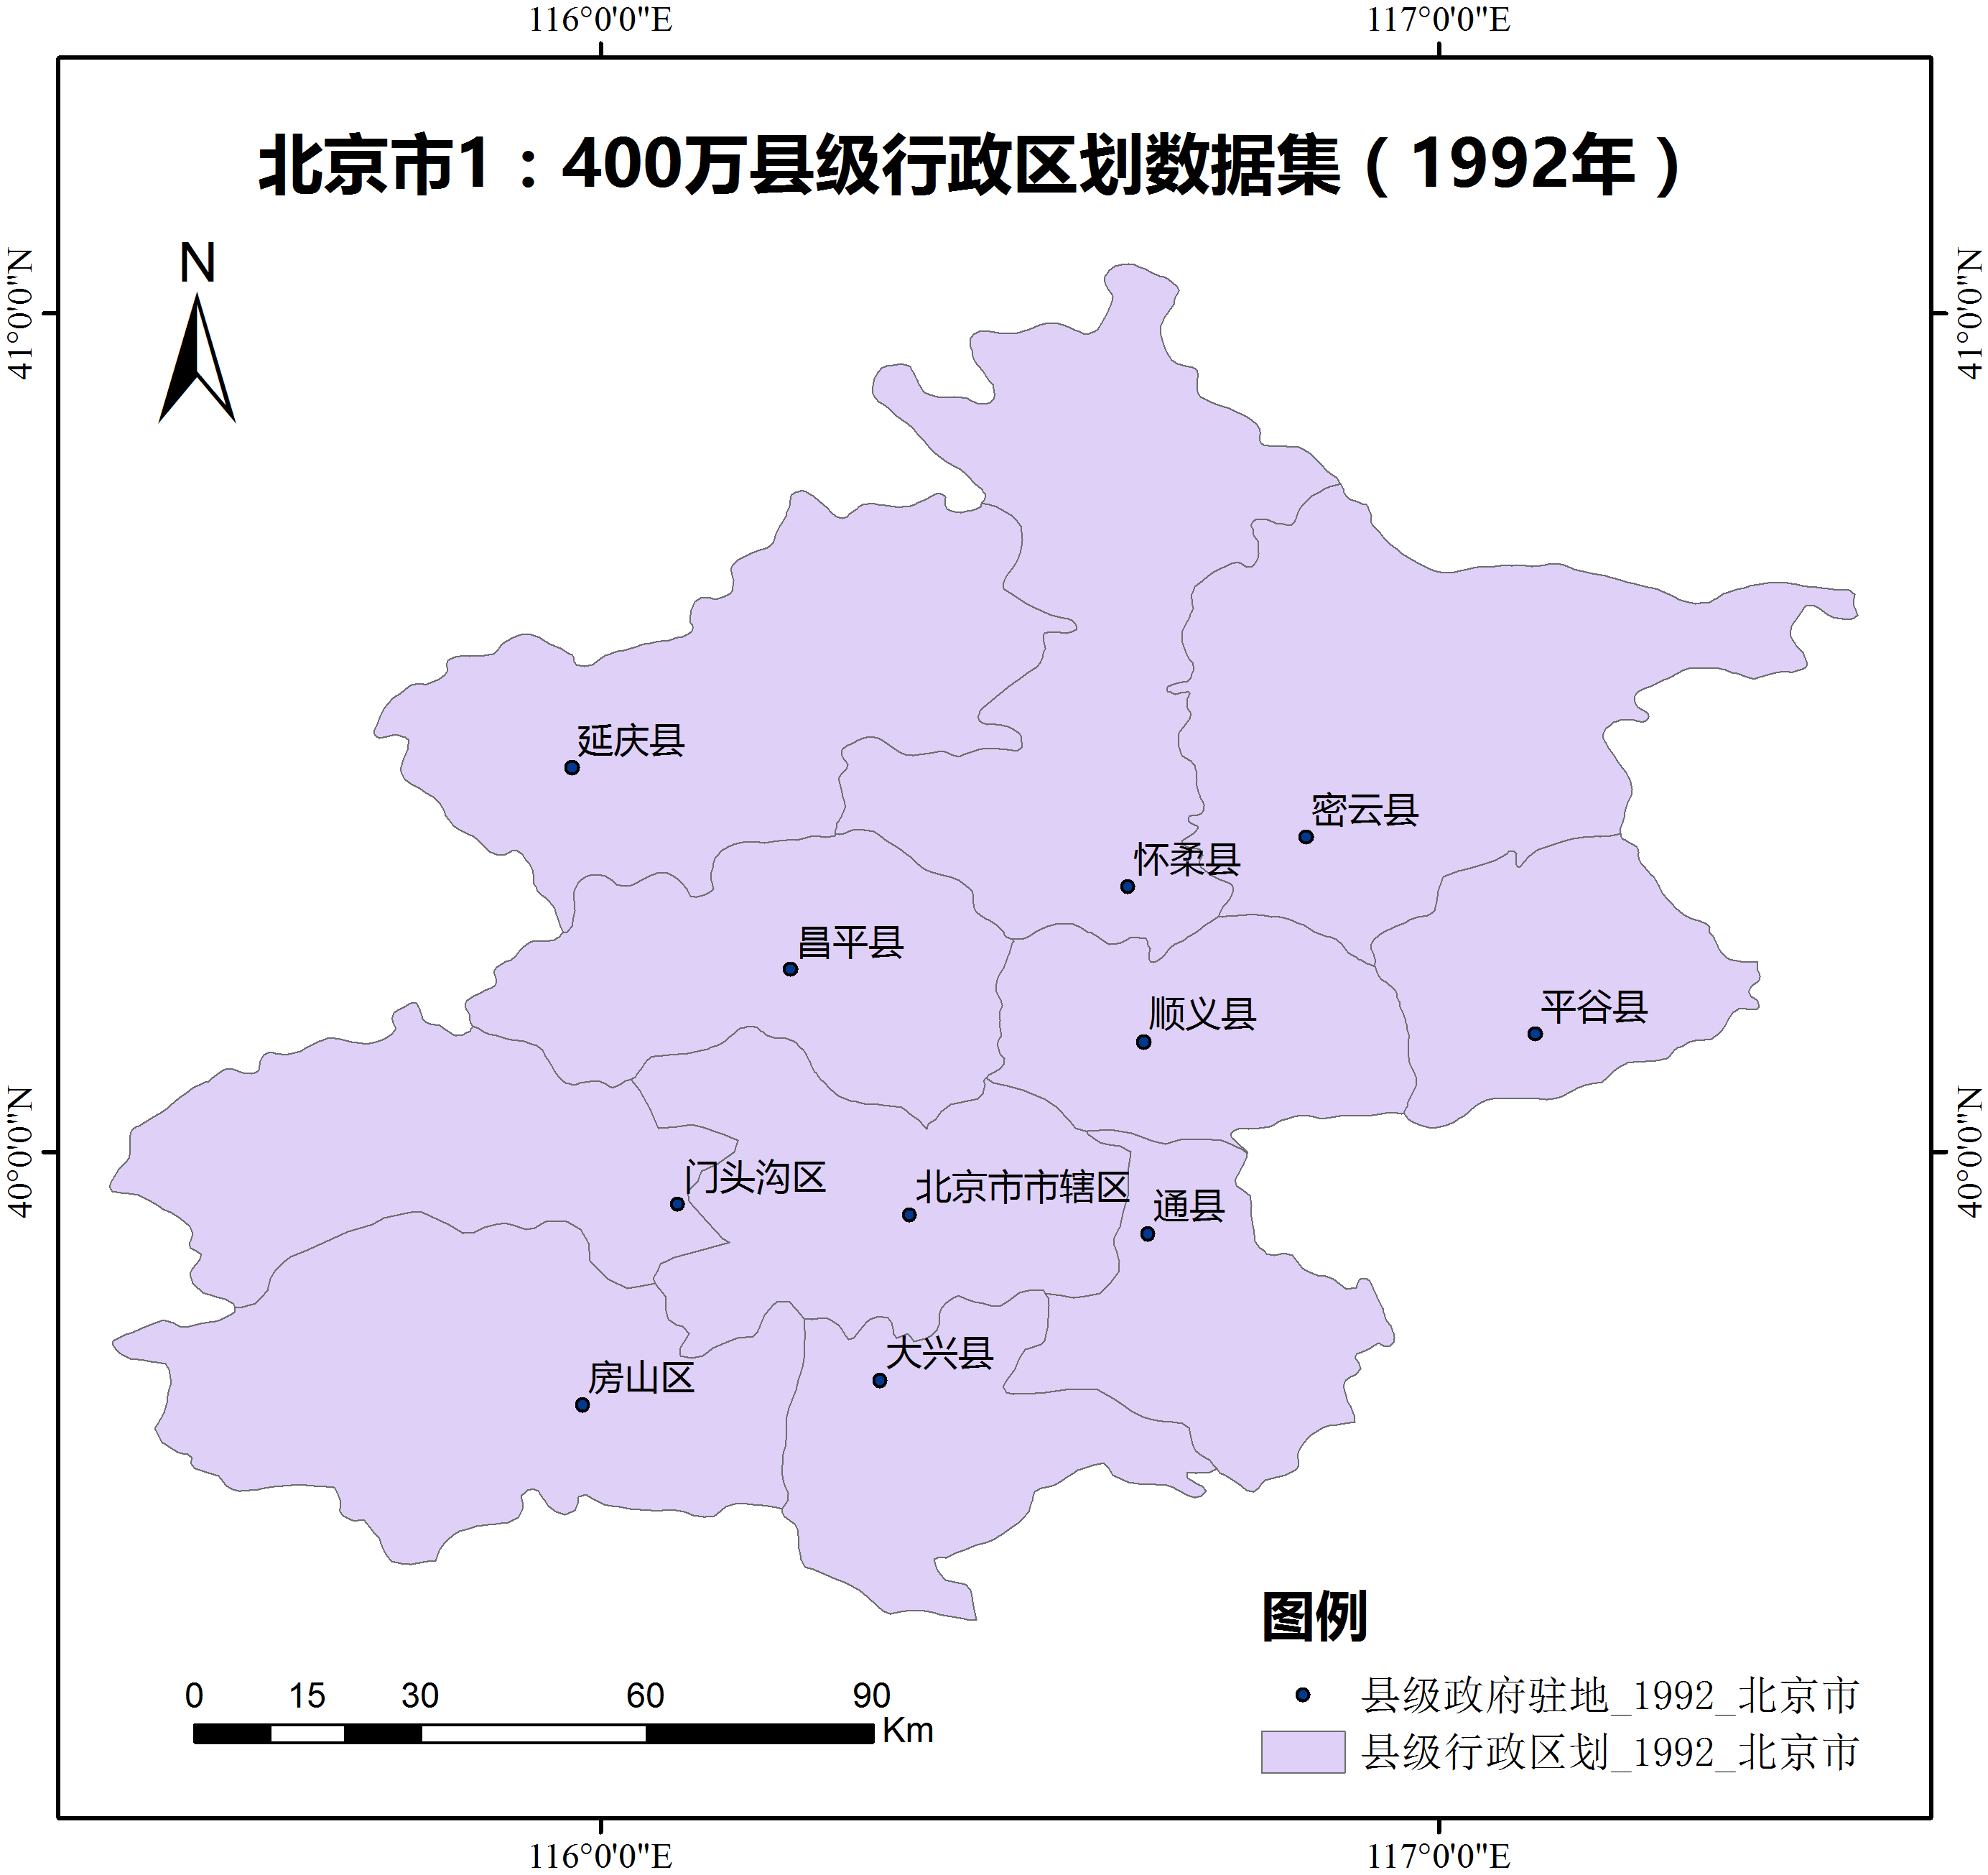 116°0'0"E 117°0'0"E
北京市1：400万县级行政区划数据集（1992年）
N
41°0'0"N 41°0'0"N
延庆县
密云县
怀柔县
昌平县
顺义县
平谷县
40°0'0"N 40°0'0"N
门头沟区
北京市市辖区
通县
大兴县
房山区
图例
县级政府驻地_1992_北京市
县级行政区划_1992_北京市
0 15 30 60 90
Km
116°0'0"E 117°0'0"E